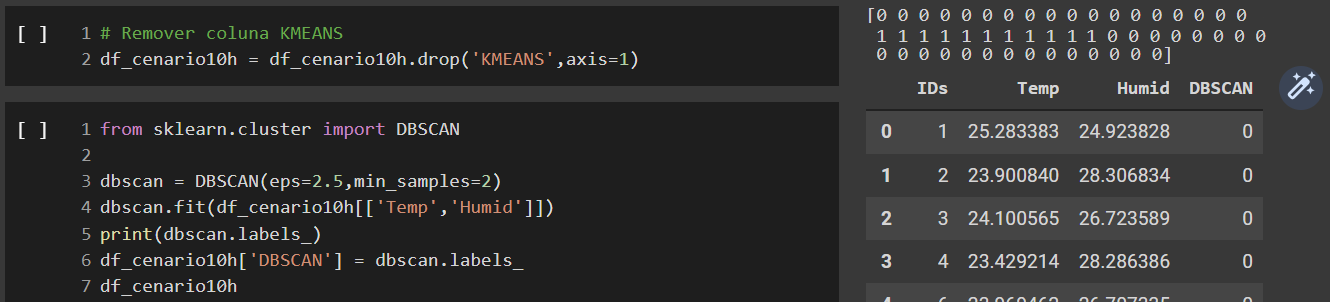 [ ]
1 # Remover coluna KMEANS
2 df_cenario10h = df_cenario10h.drop('KMEANS',axis=1)
[ ]
1 from sklearn.cluster import DBSCAN
2
3 dbscan = DBSCAN(eps=2.5,min_samples=2)
4 dbscan.fit(df_cenario10h[['Temp','Humid']])
5 print(dbscan.labels_)
6 df_cenario10h['DBSCAN'] = dbscan.labels_
7 df_cenario10h
[0 0 0 0 0 0 0 0 0 0 0 0 0 0 0 0 0 0
1 1 1 1 1 1 1 1 1 1 1 0 0 0 0 0 0 0 0
0 0 0 0 0 0 0 0 0 0 0 0 0 0]
IDs Temp Humid DBSCAN
0 1 25.283383 24.923828 0
1 2 23.900840 28.306834 0
2 3 24.100565 26.723589 0
3 4 23.429214 28.286386 0